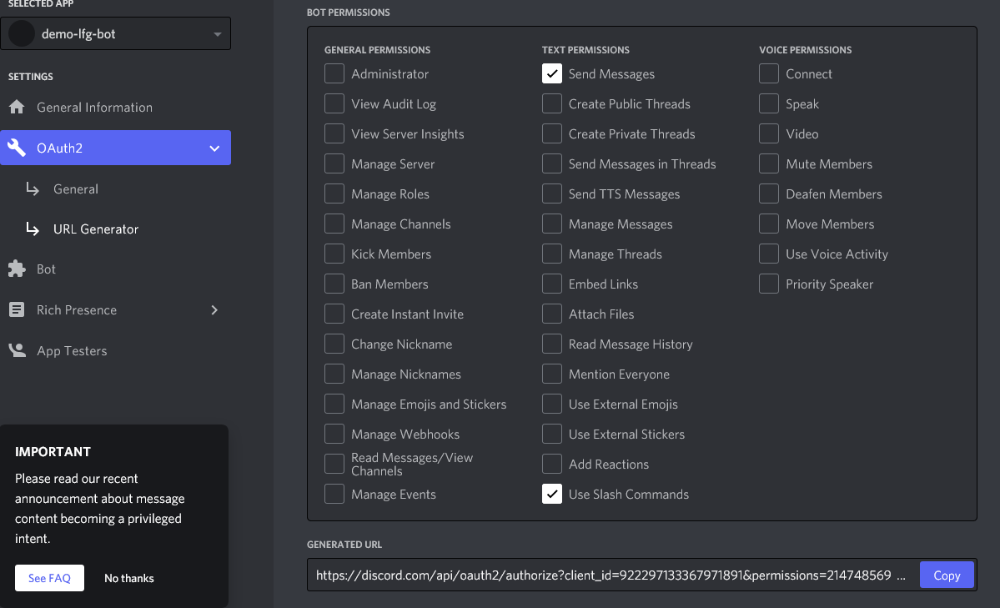 SELECTED APP
demo-lfg-bot
SETTINGS
General Information
OAuth2
General
URL Generator
Bot
Rich Presence
App Testers
IMPORTANT
Please read our recent
announcement about message
content becoming a privileged
intent.
See FAQ
No thanks
BOT PERMISSIONS
GENERAL PERMISSIONS
Administrator
View Audit Log
View Server Insights
Manage Server
Manage Roles
Manage Channels
Kick Members
Ban Members
Create Instant Invite
Change Nickname
Manage Nicknames
Manage Emojis and Stickers
Manage Webhooks
Read Messages/View
Channels
Manage Events
TEXT PERMISSIONS
Send Messages
Create Public Threads
Create Private Threads
Send Messages in Threads
Send TTS Messages
Manage Messages
Manage Threads
Embed Links
Attach Files
Read Message History
Mention Everyone
Use External Emojis
Use External Stickers
Add Reactions
Use Slash Commands
VOICE PERMISSIONS
Connect
Speak
Video
Mute Members
Deafen Members
Move Members
Use Voice Activity
Priority Speaker
GENERATED URL
https://discord.com/api/oauth2/authorize?client_id=922297133367971891&permissions=214748569 ...
Copy